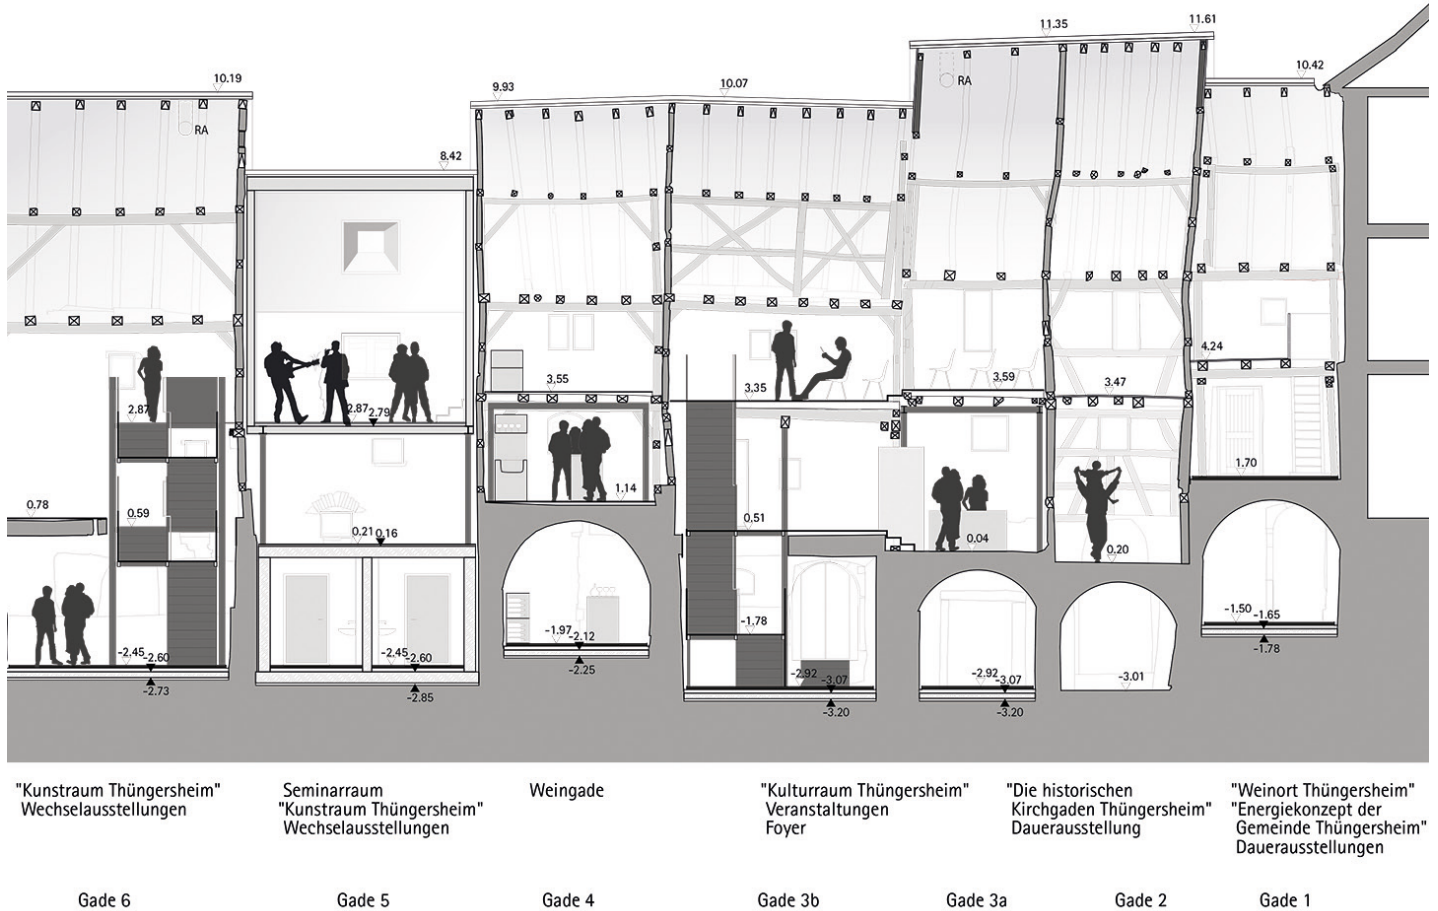 11.35
11.61
10.19
9.93
10.07
10.42
RA
RA
8.42
4.24
2.87
2.87
2.79
3,55
3.35
3.59
3.47
1.14
1.70
0.78
0.59
0.21
0.16
0,51
0.04
0,20
-2.45
-2.60
-2.73
-2.45
-2.60
-2.85
-1.97
-2.12
-2.25
-1.78
-2.92
-3.07
-3.20
-2.92
-3.07
-3.20
-3.01
-1.50
-1.65
-1.78
"Kunstraum Thüngersheim"
Wechselausstellungen
Seminarraum
"Kunstraum Thüngersheim"
Wechselausstellungen
Weingade
"Kulturraum Thüngersheim"
Veranstaltungen
Foyer
"Die historischen
Kirchgaden Thüngersheim"
Dauerausstellung
"Weinort Thüngersheim"
"Energiekonzept der
Gemeinde Thüngersheim"
Dauerausstellungen
Gade 6
Gade 5
Gade 4
Gade 3b
Gade 3a
Gade 2
Gade 1